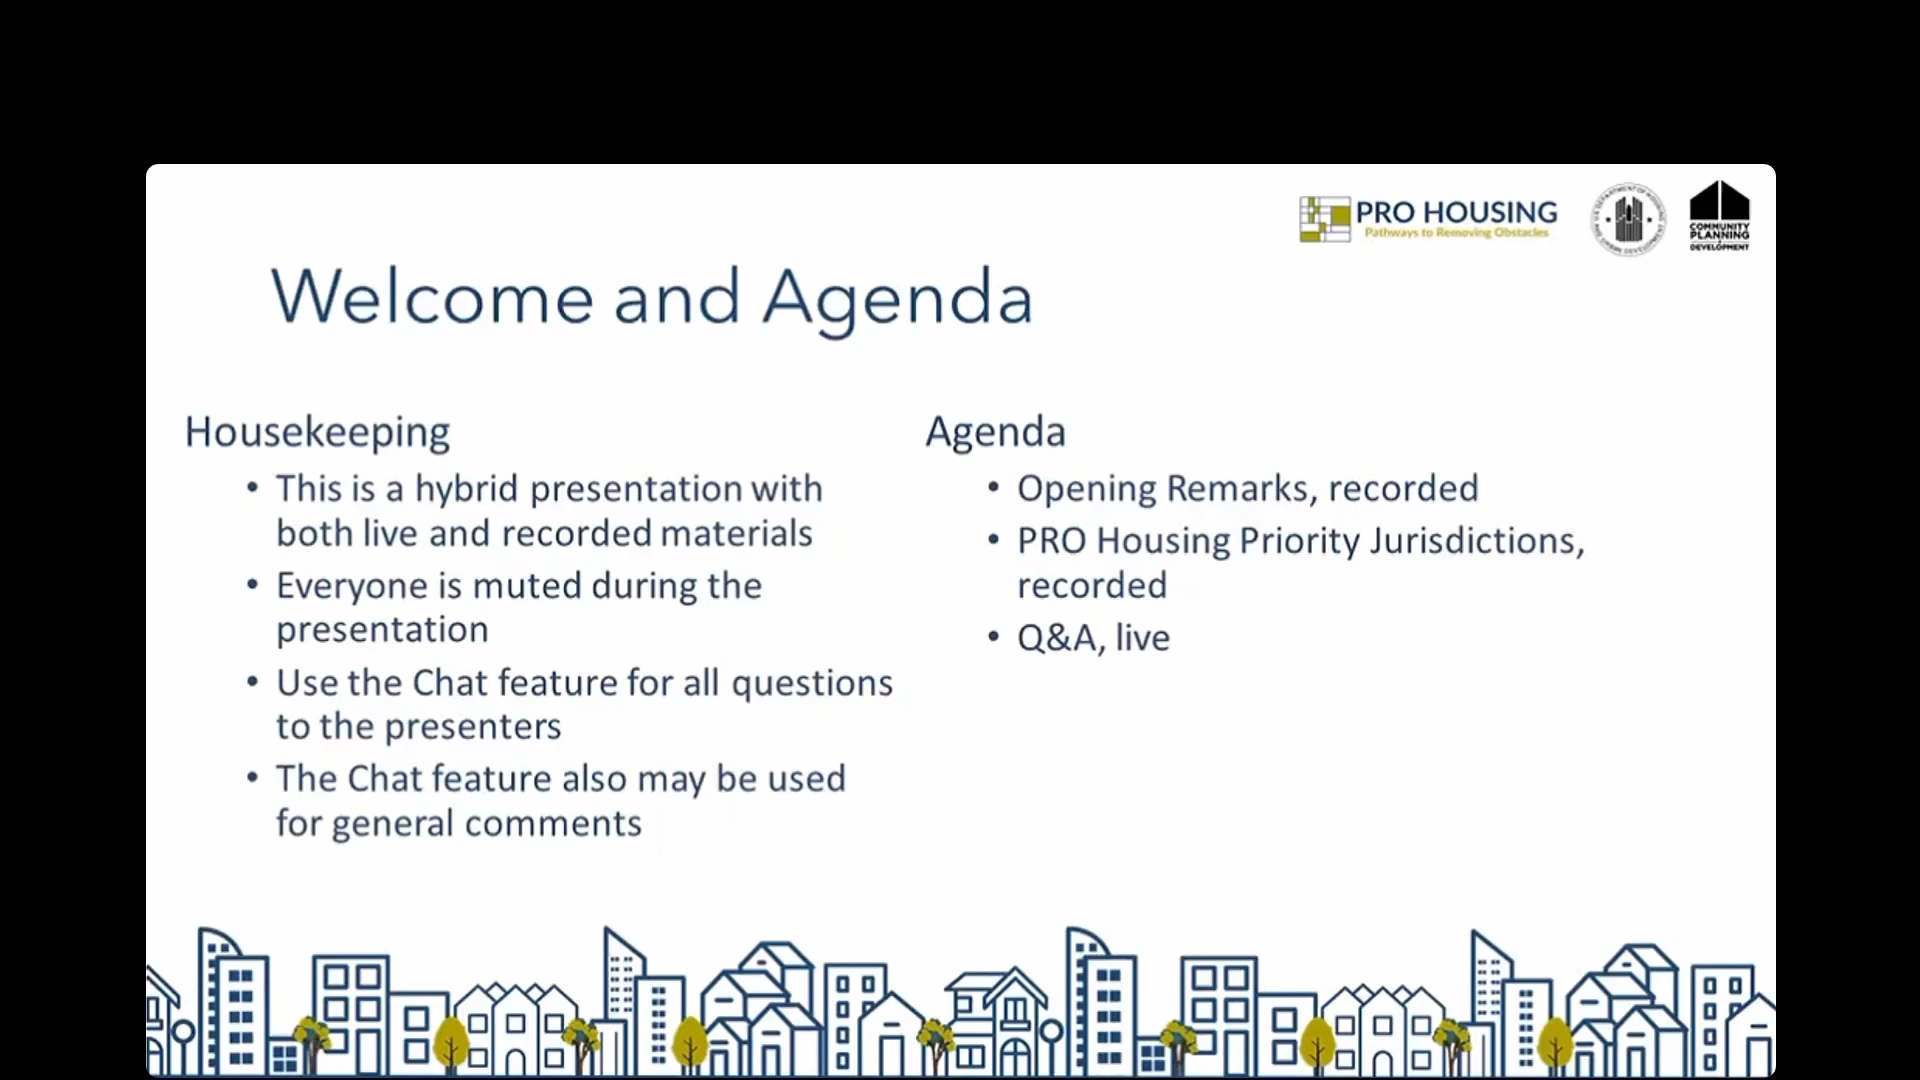 PRO HOUSING
Pathways to Removing Obstacles
COMMUNITY
PLANNING
DEVELOPMENT
Welcome and Agenda
Housekeeping
• This is a hybrid presentation with
both live and recorded materials
• Everyone is muted during the
presentation
• Use the Chat feature for all questions
to the presenters
• The Chat feature also may be used
for general comments
Agenda
• Opening Remarks, recorded
• PRO Housing Priority Jurisdictions,
recorded
• Q&A, live